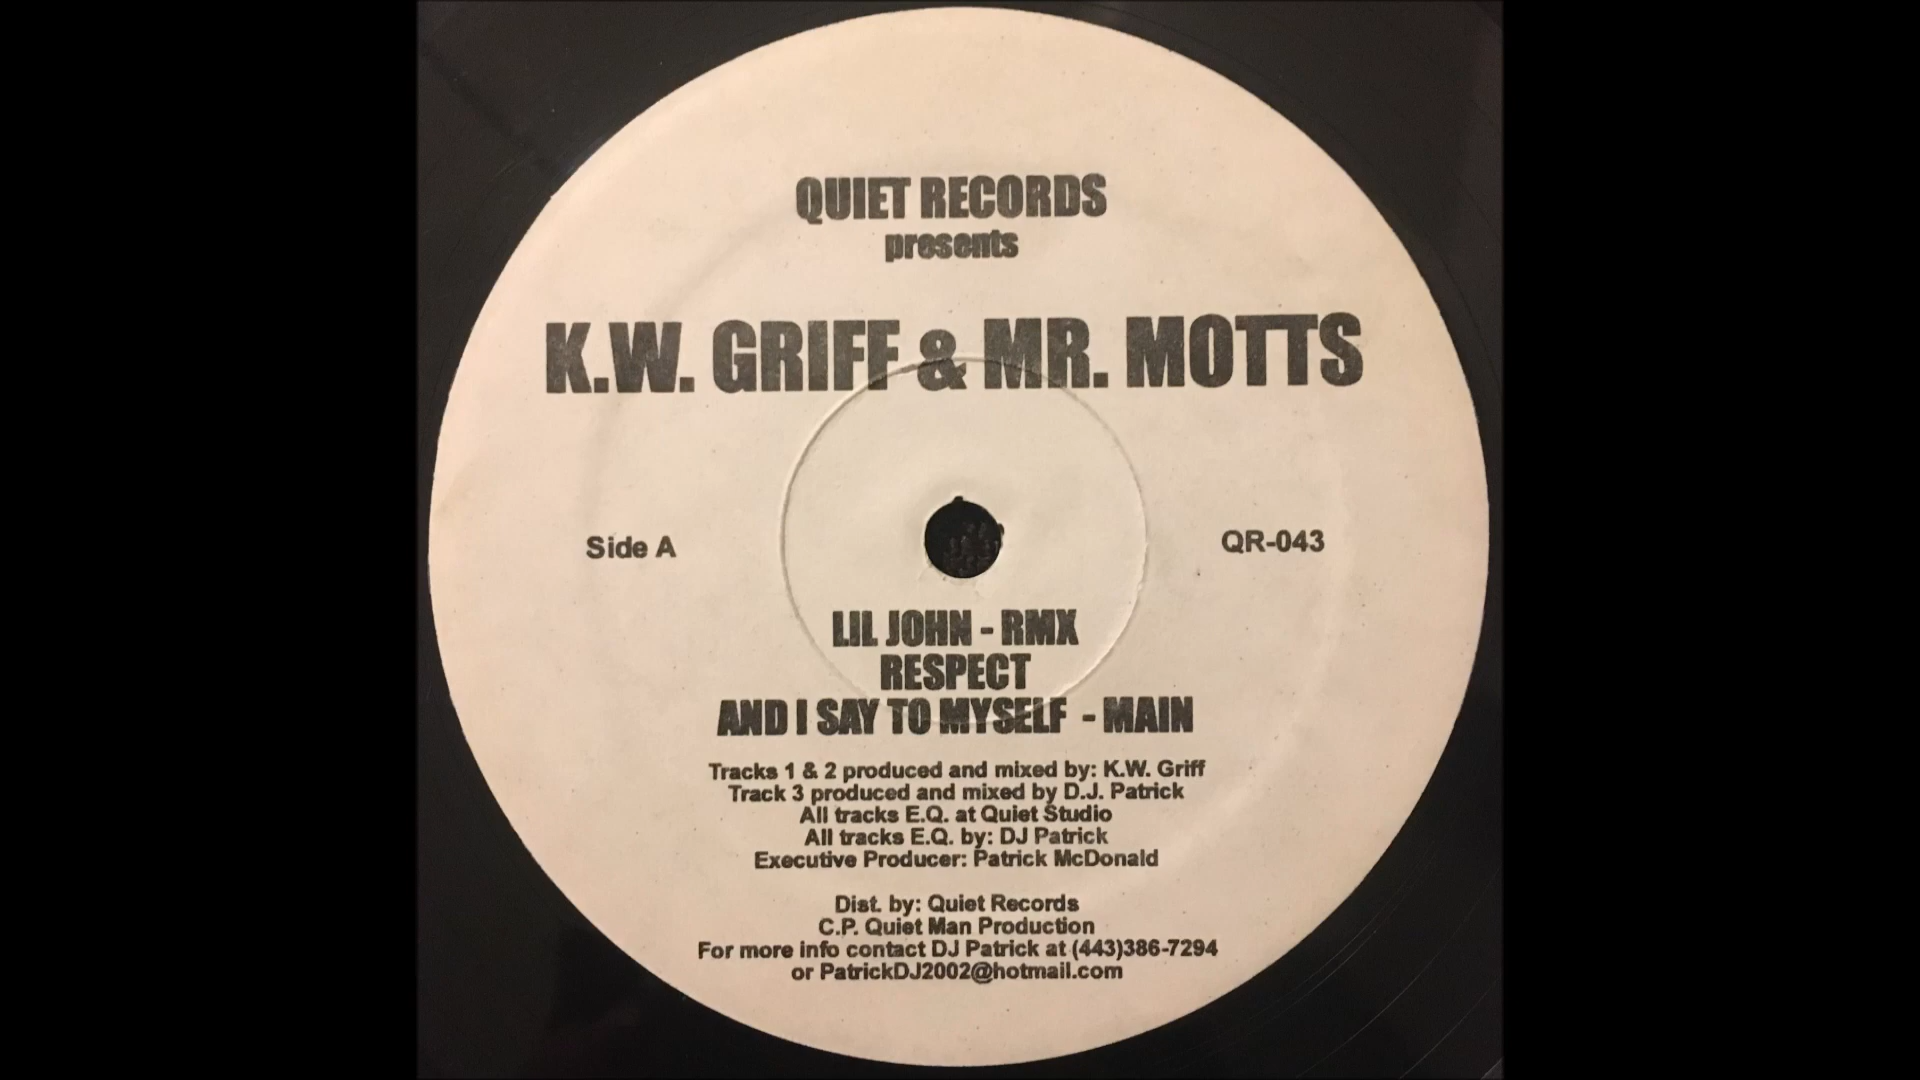 QUIET RECORDS
presents
K.W. GRIFF & MR. MOTTS
Side A
QR-043
LIL JOHN - RMX
RESPECT
AND I SAY TO MYSELF - MAIN
Tracks 1 & 2 produced and mixed by: K.W. Griff
Track 3 produced and mixed by D.J. Patrick
All tracks E.Q. at Quiet Studio
All tracks E.Q. by: DJ Patrick
Executive Producer: Patrick McDonald
Dist. by: Quiet Records
C.P. Quiet Man Production
For more info contact DJ Patrick at (443)386-7294
or PatrickDJ2002@hotmail.com